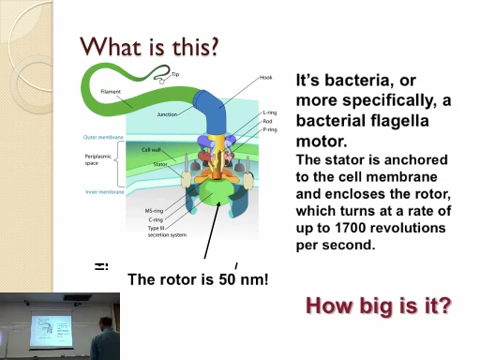 What is this?
Tip
Hook
Filament
Junction
L-ring
Rod
P-ring
Outer membrane
Cell wall
Periplasmic
space
Stator
Inner membrane
MS-ring
C-ring
Type III
secretion system
The rotor is 50 nm!
It's bacteria, or
more specifically, a
bacterial flagella
motor.
The stator is anchored
to the cell membrane
and encloses the rotor,
which turns at a rate of
up to 1700 revolutions
per second.
How big is it?